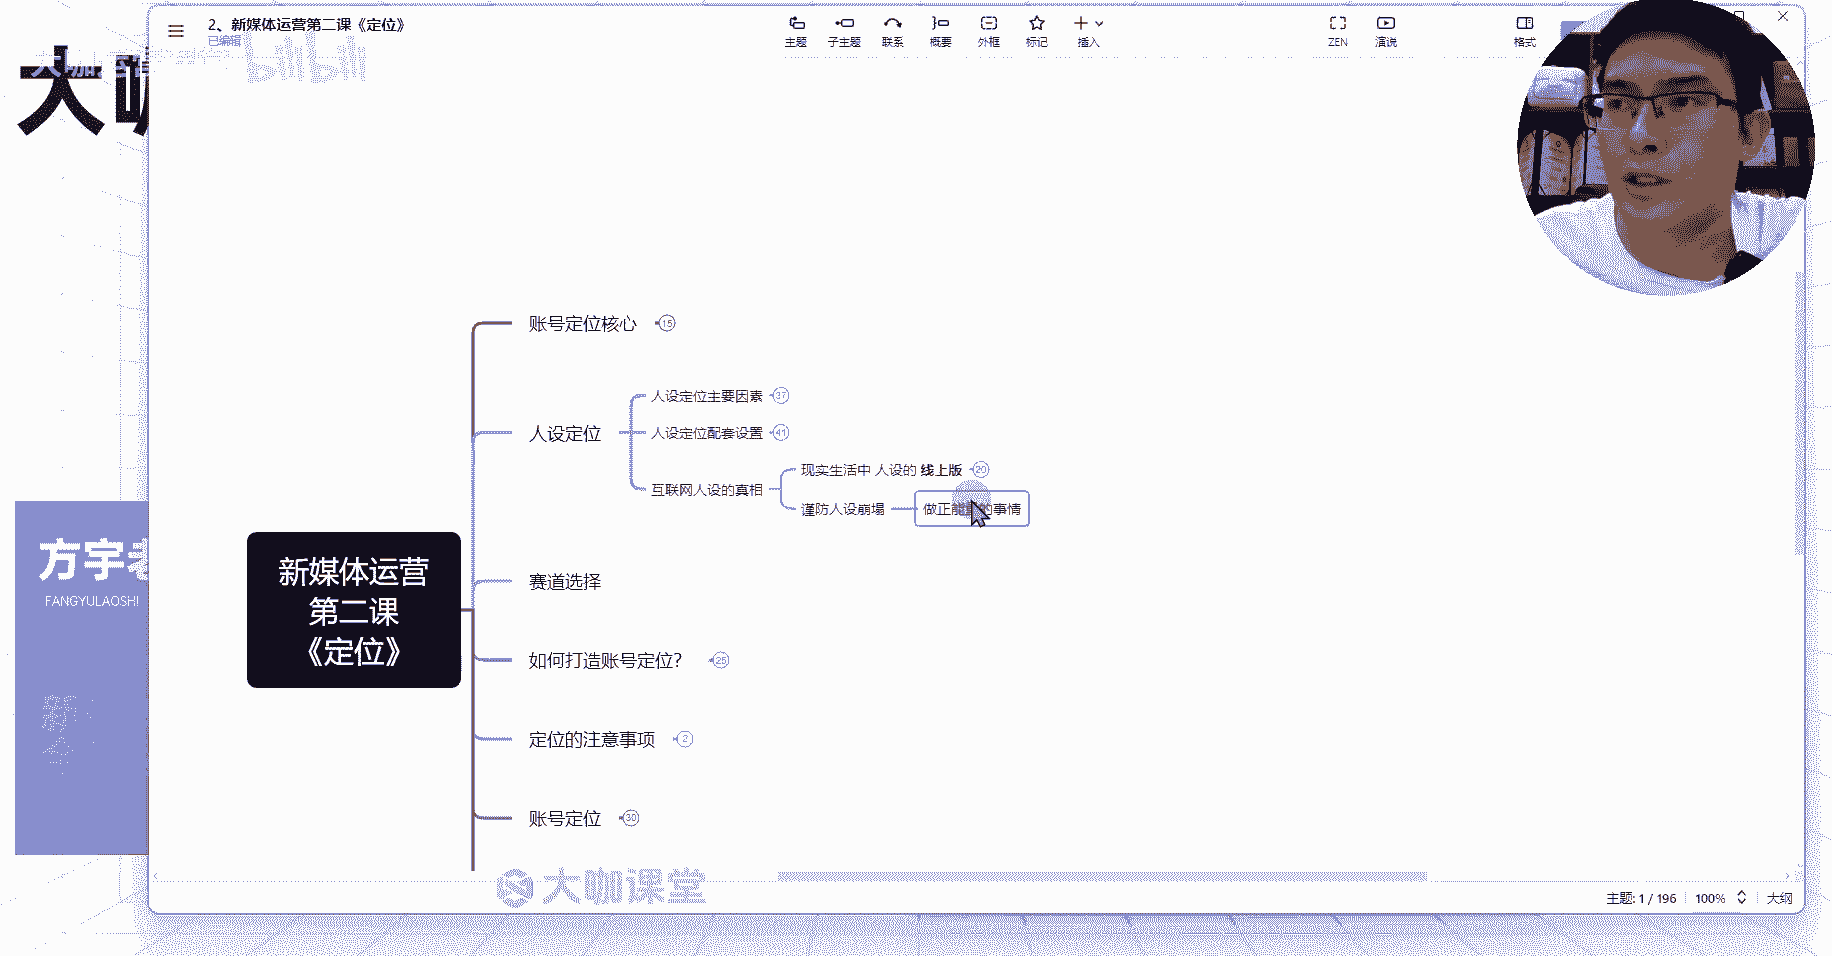 2、新媒体运营第二课《定位》
已编辑
主题
子主题
联系
概要
外框
标记
插入
ZEN
演说
格式
大咖
bilibili
账号定位核心 15
人设定位
人设定位主要因素 37
人设定位配套设置 41
互联网人设的真相
现实生活中 人设的 线上版 20
谨防人设崩塌
做正能量的事情
新媒体运营
第二课
《定位》
赛道选择
如何打造账号定位? 25
定位的注意事项 2
账号定位 30
方宇老
FANGYULAOSHI
大咖课堂
主题: 1 / 196
100%
大纲